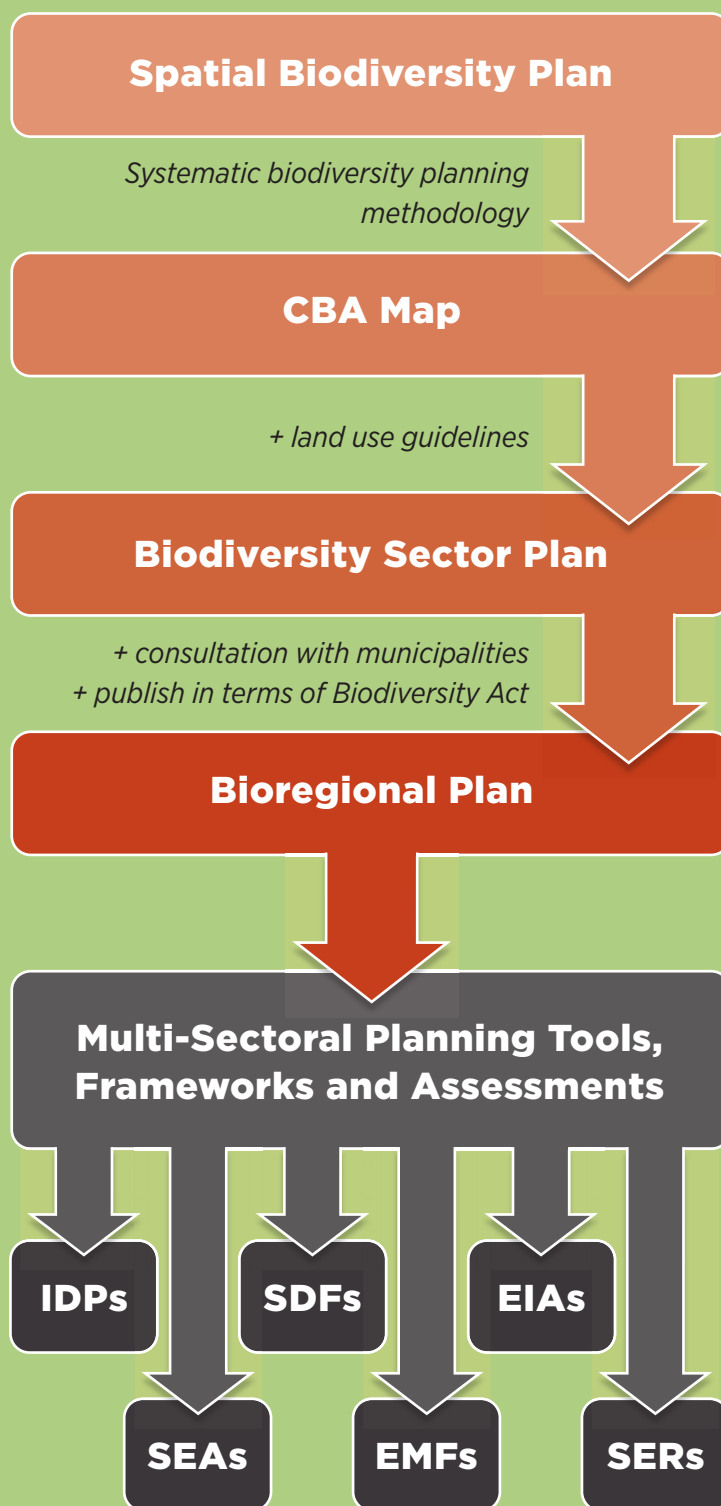 Spatial Biodiversity Plan
Systematic biodiversity planning
methodology
CBA Map
+ land use guidelines
Biodiversity Sector Plan
+ consultation with municipalities
+ publish in terms of Biodiversity Act
Bioregional Plan
Multi-Sectoral Planning Tools,
Frameworks and Assessments
IDPs
SDFs
EIAs
SEAs
EMFs
SERs